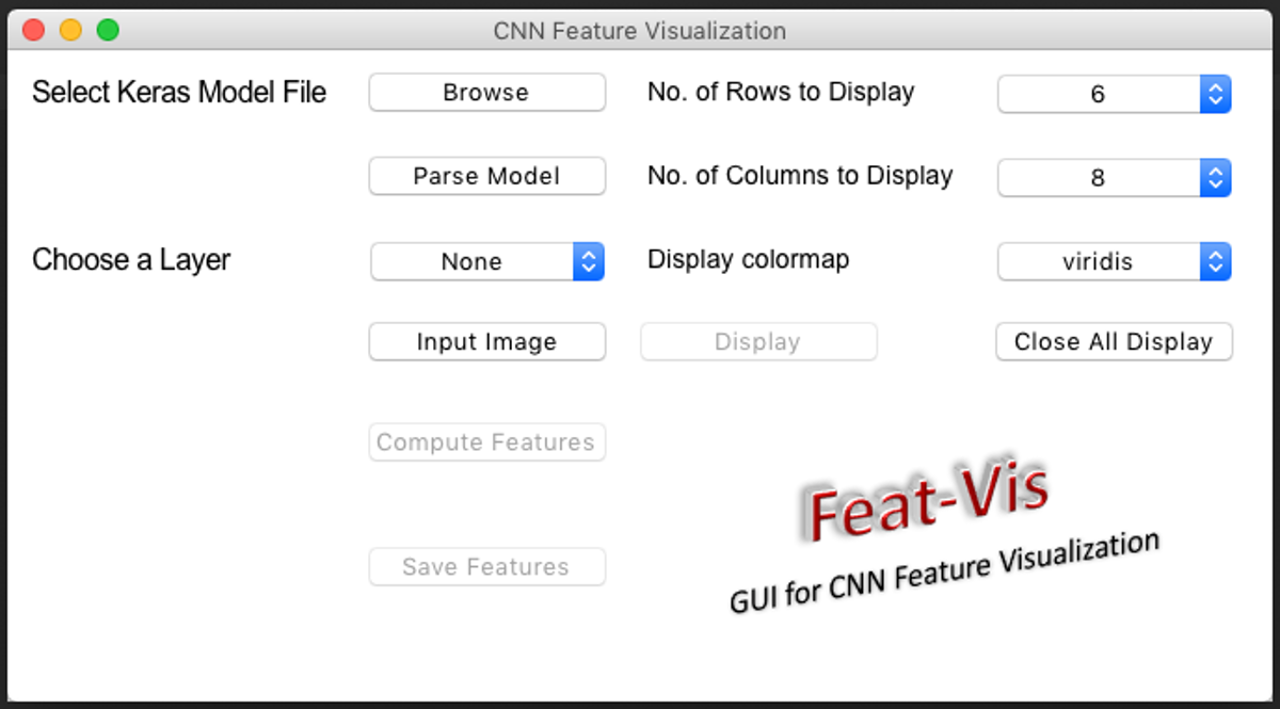 CNN Feature Visualization
Select Keras Model File
Browse
No. of Rows to Display
6
Parse Model
No. of Columns to Display
8
Choose a Layer
None
Display colormap
viridis
Input Image
Display
Close All Display
Compute Features
Feat-Vis
GUI for CNN Feature Visualization
Save Features